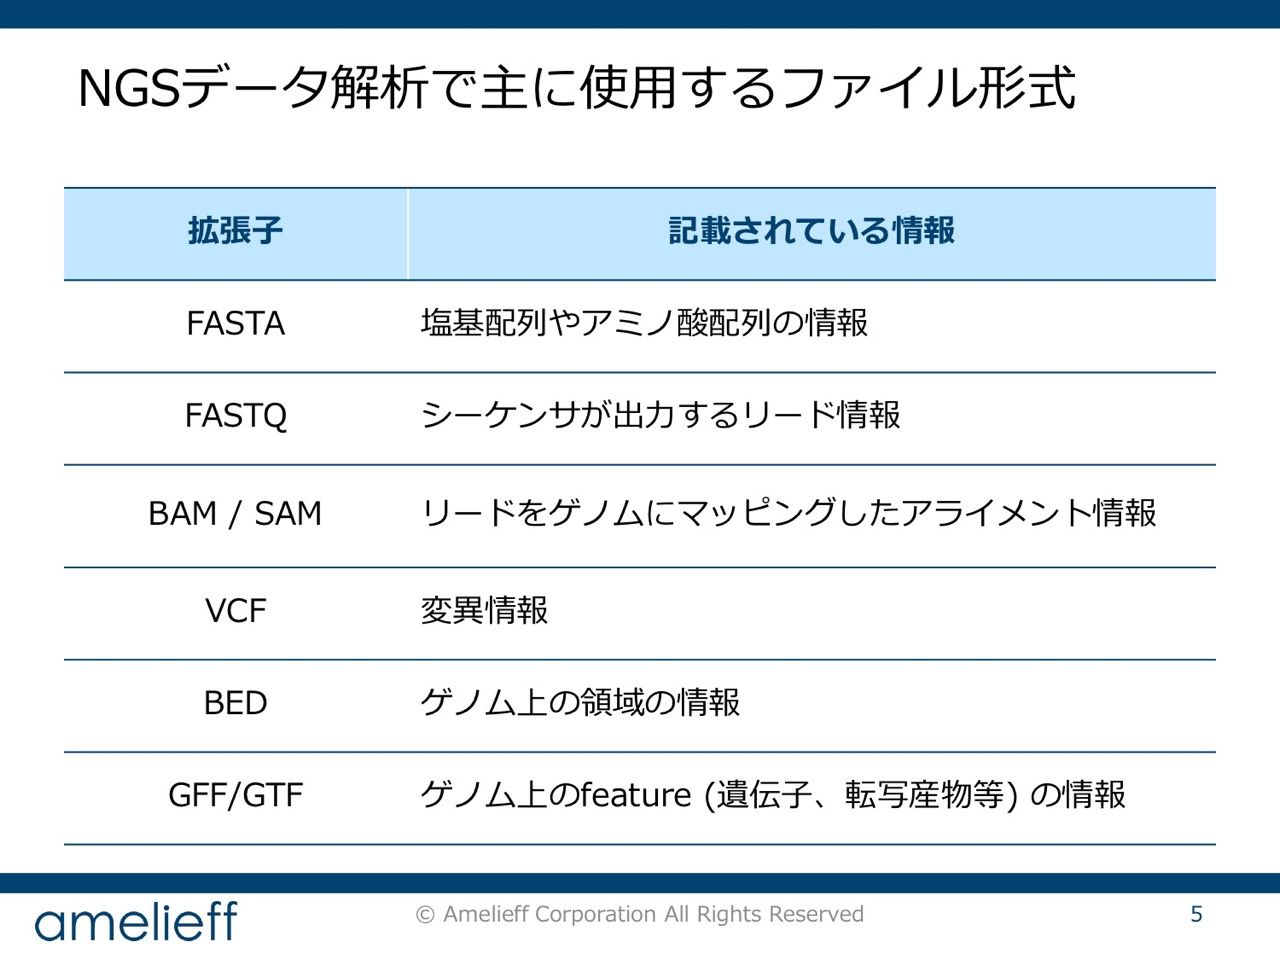 NGSデータ解析で主に使用するファイル形式
拡張子
記載されている情報
FASTA
塩基配列やアミノ酸配列の情報
FASTQ
シーケンサが出力するリード情報
BAM / SAM
リードをゲノムにマッピングしたアライメント情報
VCF
変異情報
BED
ゲノム上の領域の情報
GFF/GTF
ゲノム上のfeature (遺伝子、転写産物等) の情報
amelieff
© Amelieff Corporation All Rights Reserved
5